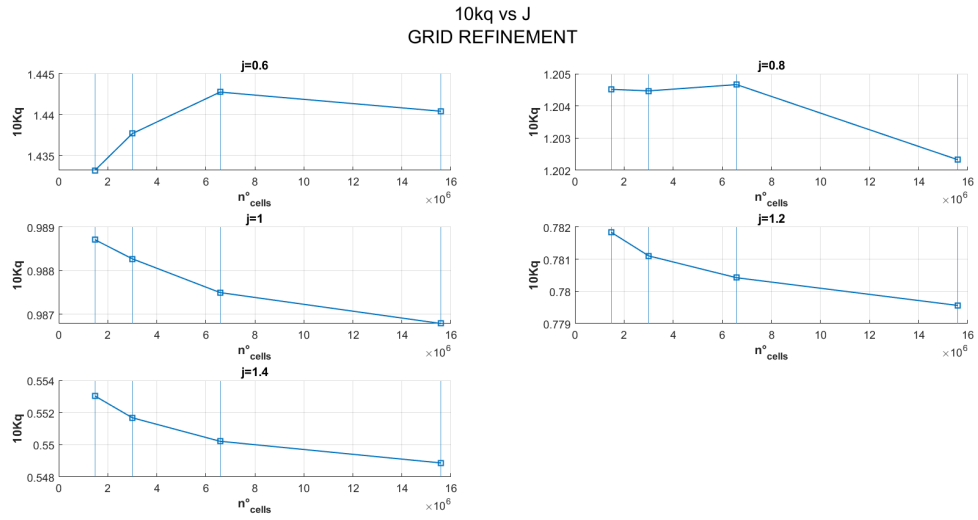 10kq vs J
GRID REFINEMENT
j=0.6
1.445
1.44
1.435
10Kq
0 2 4 6 8 10 12 14 16
n°cells
×10^6
j=0.8
1.205
1.204
1.203
1.202
10Kq
0 2 4 6 8 10 12 14 16
n°cells
×10^6
j=1
0.989
0.988
0.987
10Kq
0 2 4 6 8 10 12 14 16
n°cells
×10^6
j=1.2
0.782
0.781
0.78
0.779
10Kq
0 2 4 6 8 10 12 14 16
n°cells
×10^6
j=1.4
0.554
0.552
0.55
0.548
10Kq
0 2 4 6 8 10 12 14 16
n°cells
×10^6